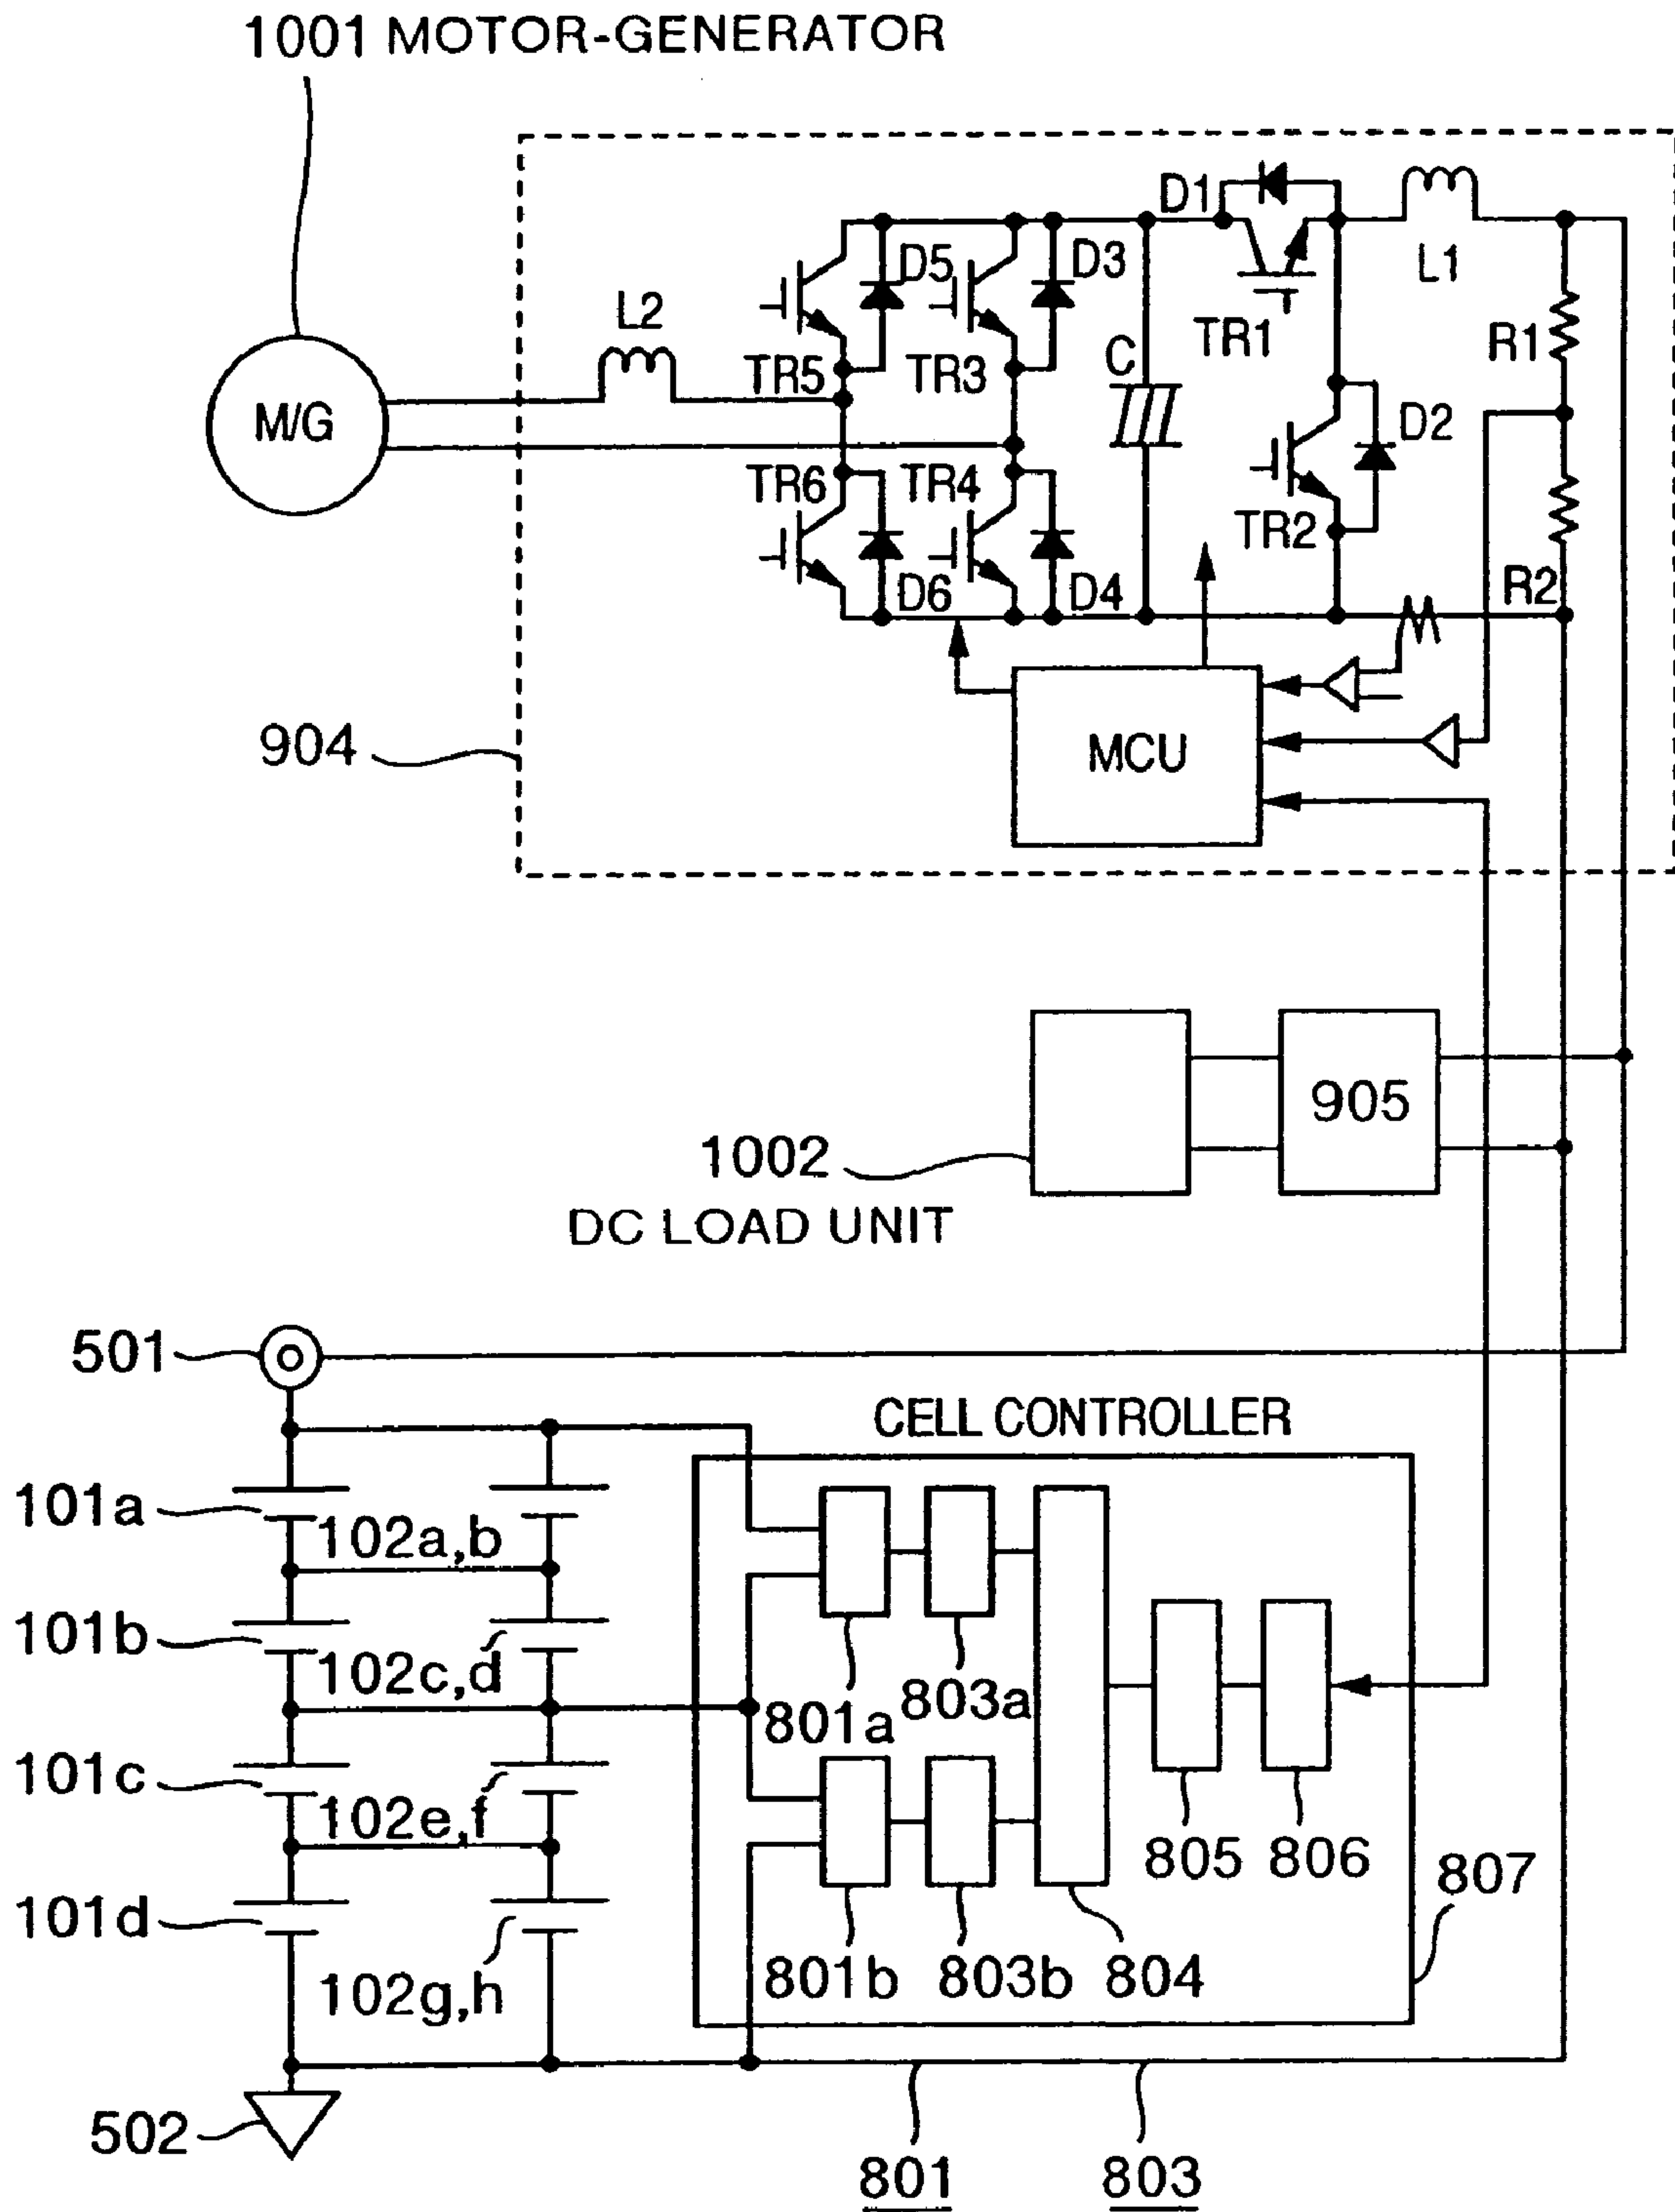 1001 MOTOR-GENERATOR
D1
D5
D3
L1
L2
TR1
R1
C
TR5
TR3
M/G
D2
TR6
TR4
TR2
D6
D4
R2
904
MCU
905
1002
DC LOAD UNIT
501
CELL CONTROLLER
101a
102a,b
101b
102c,d
801a
803a
101c
102e,f
805
806
807
101d
102g,h
801b
803b
804
502
801
803